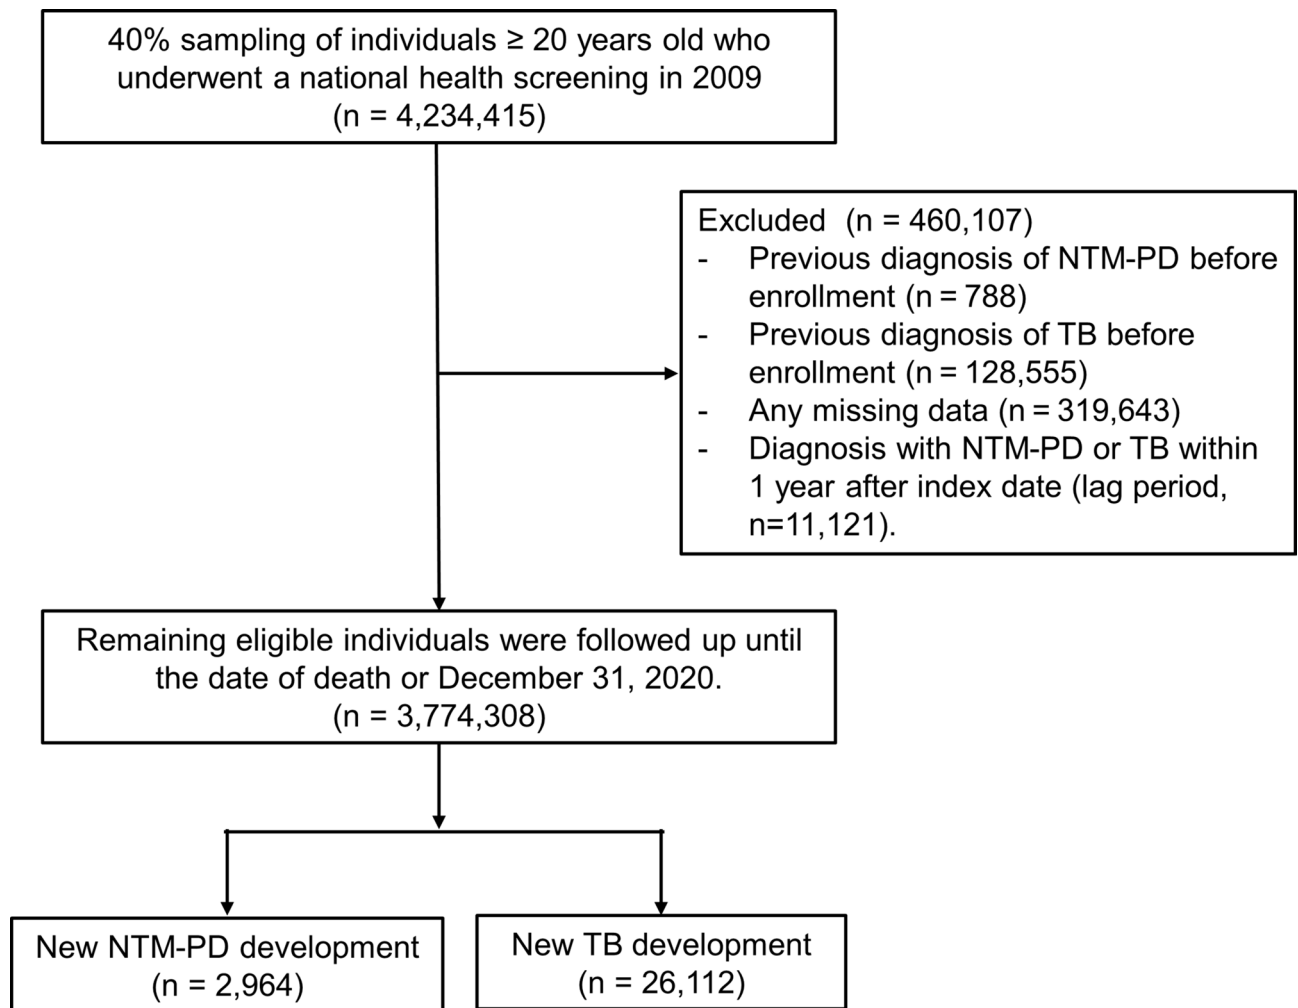 40% sampling of individuals ≥ 20 years old who
underwent a national health screening in 2009
(n = 4,234,415)
Excluded (n = 460,107)
- Previous diagnosis of NTM-PD before
enrollment (n = 788)
- Previous diagnosis of TB before
enrollment (n = 128,555)
- Any missing data (n = 319,643)
- Diagnosis with NTM-PD or TB within
1 year after index date (lag period,
n=11,121).
Remaining eligible individuals were followed up until
the date of death or December 31, 2020.
(n = 3,774,308)
New NTM-PD development
(n = 2,964)
New TB development
(n = 26,112)